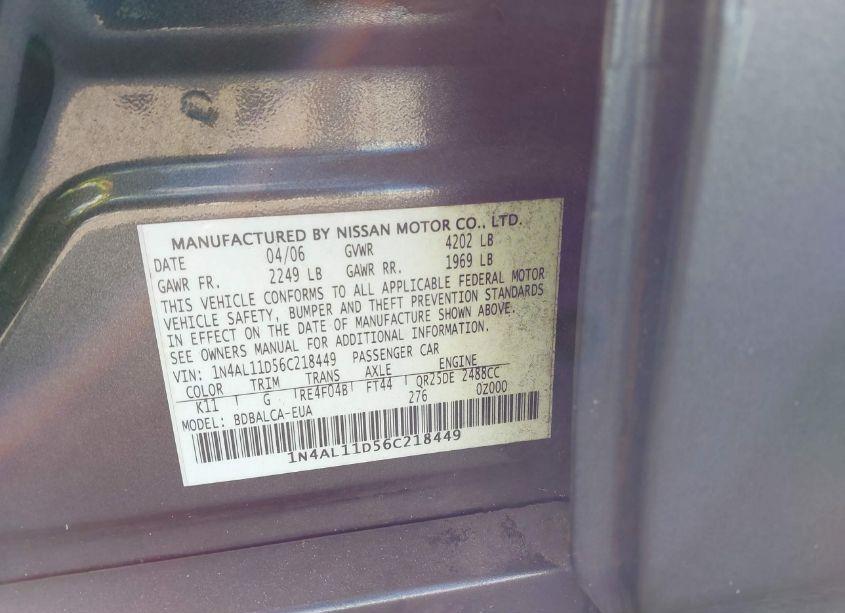 MANUFACTURED BY NISSAN MOTOR CO., LTD.
DATE 04/06 GVWR 4202 LB
GAWR FR. 2249 LB GAWR RR. 1969 LB
THIS VEHICLE CONFORMS TO ALL APPLICABLE FEDERAL MOTOR
VEHICLE SAFETY, BUMPER AND THEFT PREVENTION STANDARDS
IN EFFECT ON THE DATE OF MANUFACTURE SHOWN ABOVE.
SEE OWNERS MANUAL FOR ADDITIONAL INFORMATION.
VIN: 1N4AL11D56C218449 PASSENGER CAR
COLOR TRIM TRANS AXLE ENGINE
K11 G RE4F04B FT44 QR25DE 2488CC
MODEL: BDBALCA-EUA 276 0Z000
1N4AL11D56C218449